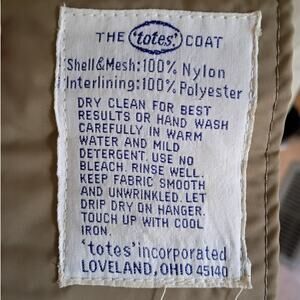 THE 'totes' COAT
Shell&Mesh:100% Nylon
Interlining:100% Polyester
DRY CLEAN FOR BEST
RESULTS OR HAND WASH
CAREFULLY IN WARM
WATER AND MILD
DETERGENT. USE NO
BLEACH. RINSE WELL.
KEEP FABRIC SMOOTH
AND UNWRINKLED. LET
DRIP DRY ON HANGER.
TOUCH UP WITH COOL
IRON.
'totes' incorporated
LOVELAND, OHIO 45140